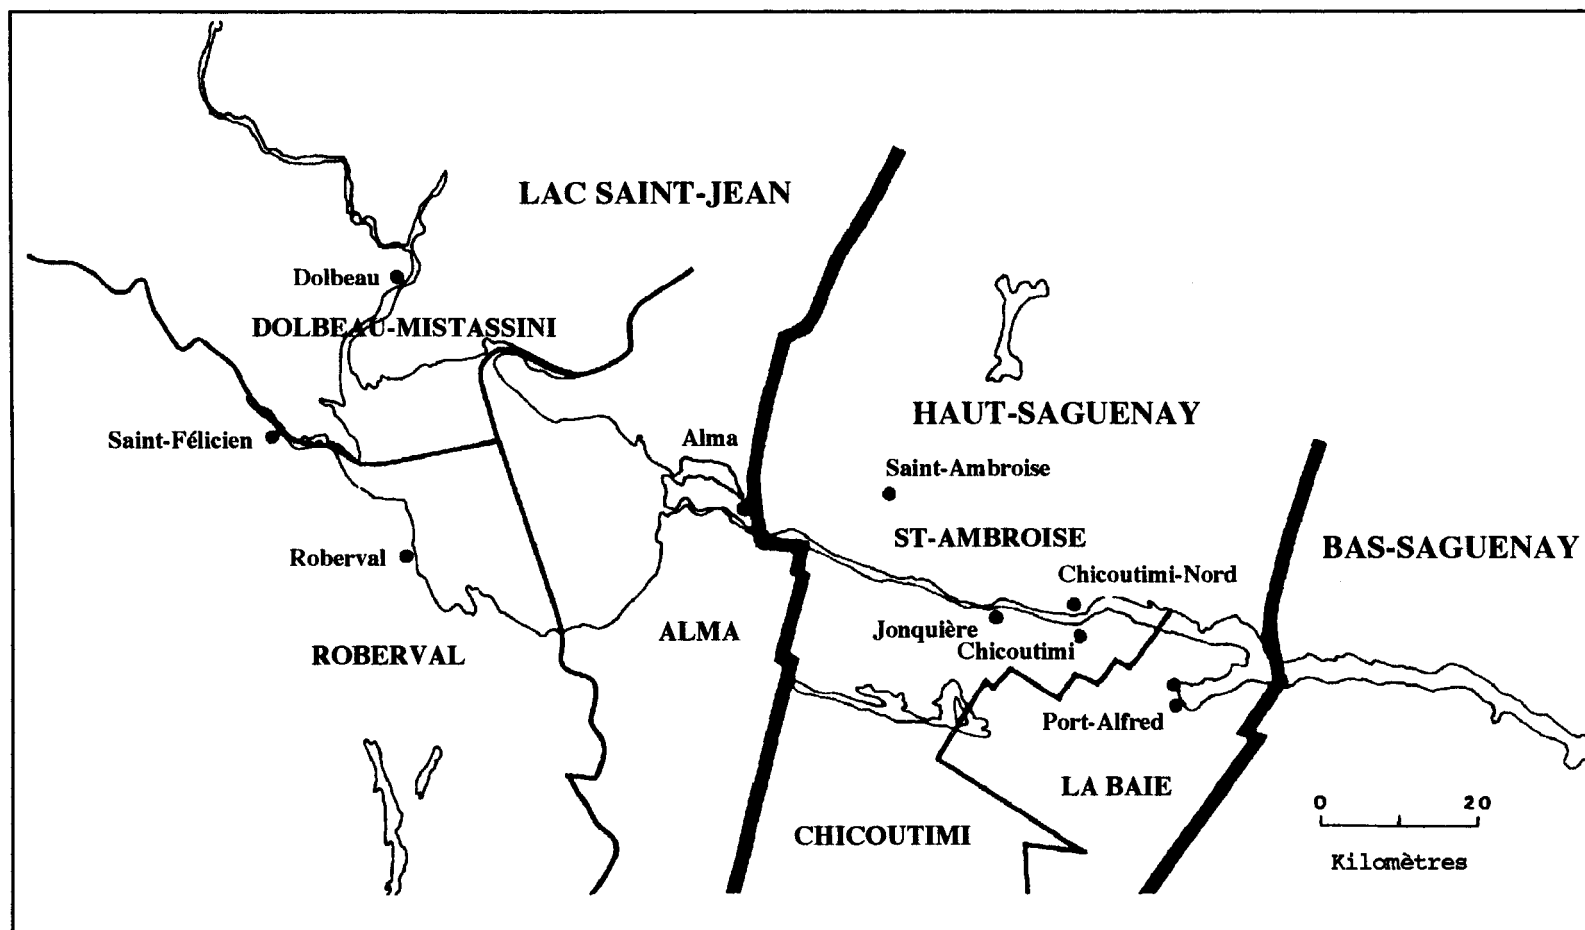 LAC SAINT-JEAN
Dolbeau
DOLBEAU-MISTASSINI
HAUT-SAGUENAY
Saint-Félicien
Alma
Saint-Ambroise
ST-AMBROISE
BAS-SAGUENAY
Roberval
Chicoutimi-Nord
Jonquière
ALMA
Chicoutimi
ROBERVAL
Port-Alfred
LA BAIE
0 20
CHICOUTIMI
Kilomètres